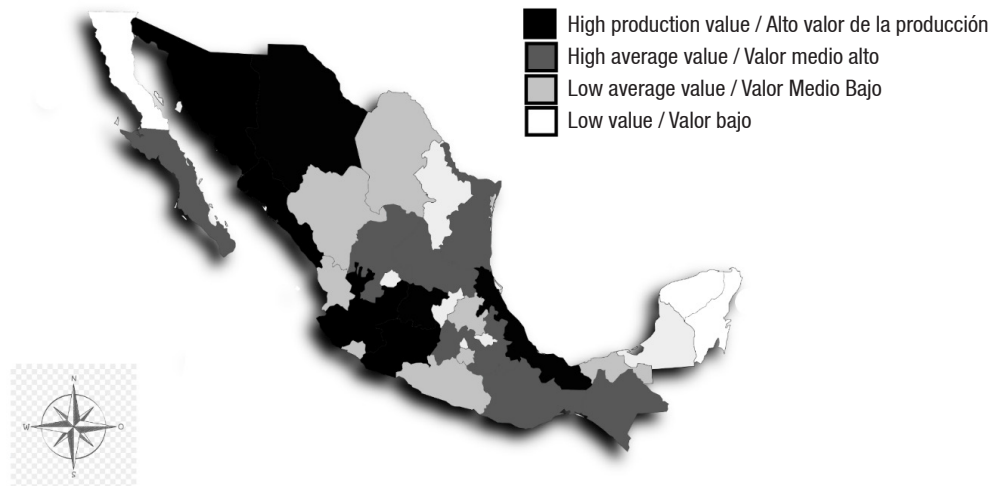 High production value / Alto valor de la producción
High average value / Valor medio alto
Low average value / Valor Medio Bajo
Low value / Valor bajo
N
W
O
S